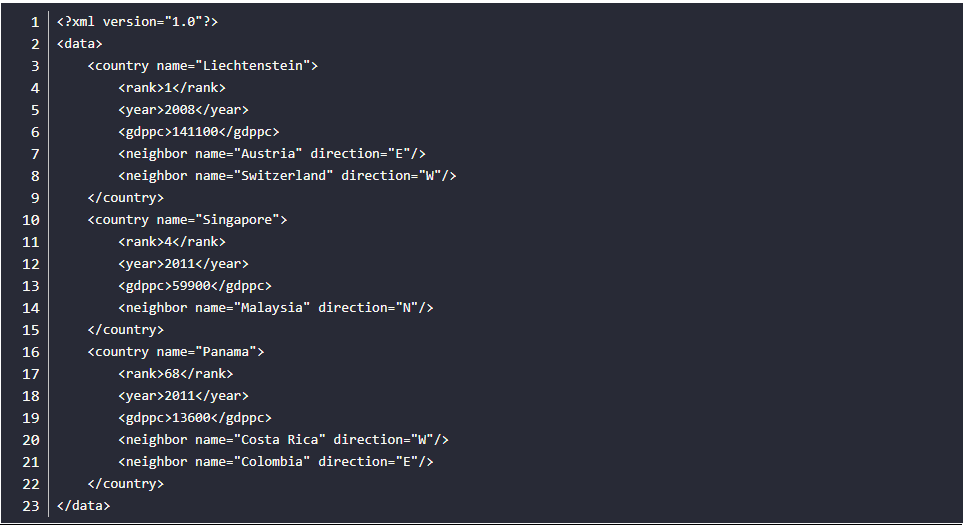 1 <?xml version="1.0"?>
2 <data>
3     <country name="Liechtenstein">
4         <rank>1</rank>
5         <year>2008</year>
6         <gdppc>141100</gdppc>
7         <neighbor name="Austria" direction="E"/>
8         <neighbor name="Switzerland" direction="W"/>
9     </country>
10     <country name="Singapore">
11         <rank>4</rank>
12         <year>2011</year>
13         <gdppc>59900</gdppc>
14         <neighbor name="Malaysia" direction="N"/>
15     </country>
16     <country name="Panama">
17         <rank>68</rank>
18         <year>2011</year>
19         <gdppc>13600</gdppc>
20         <neighbor name="Costa Rica" direction="W"/>
21         <neighbor name="Colombia" direction="E"/>
22     </country>
23 </data>